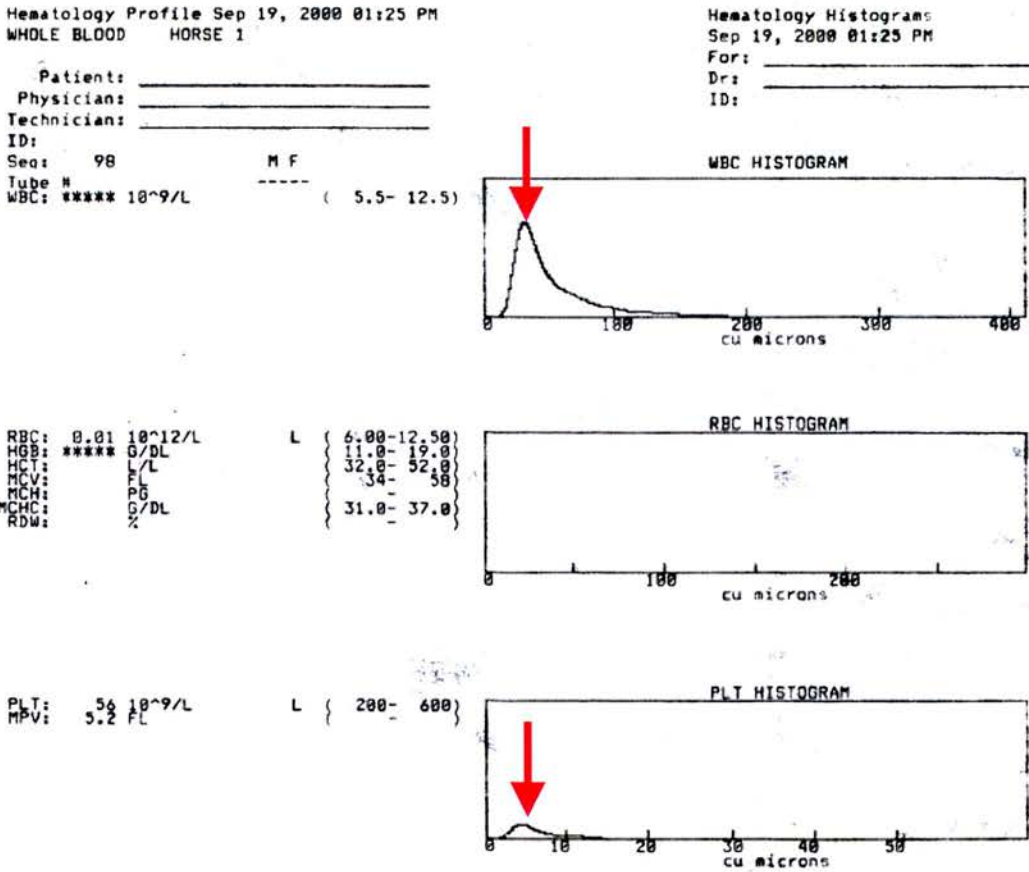 Hematology Profile Sep 19, 2000 01:25 PM
WHOLE BLOOD HORSE 1
Patient:
Physician:
Technician:
ID:
Seq: 98 M F
Tube # -----
WBC: ***** 10^9/L ( 5.5- 12.5)
RBC: 0.01 10^12/L L ( 6.00-12.50)
HGB: ***** G/DL ( 11.0- 19.0)
HCT: L/L ( 32.0- 52.0)
MCV: FL ( 34- 58)
MCH: PG ( - )
MCHC: G/DL ( 31.0- 37.0)
RDW: % ( - )
PLT: 56 10^9/L L ( 200- 600)
MPV: 5.2 FL ( - )
Hematology Histograms
Sep 19, 2000 01:25 PM
For:
Dr:
ID:
WBC HISTOGRAM
0 100 200 300 400
cu microns
RBC HISTOGRAM
0 100 200
cu microns
PLT HISTOGRAM
0 10 20 30 40 50
cu microns